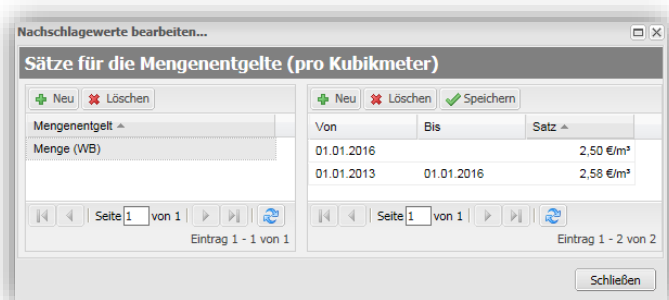 Nachschlagewerte bearbeiten...
Sätze für die Mengenentgelte (pro Kubikmeter)
Neu Löschen
Mengenentgelt
Menge (WB)
Seite 1 von 1
Eintrag 1 - 1 von 1
Neu Löschen Speichern
Von Bis Satz
01.01.2016 2,50 €/m³
01.01.2013 01.01.2016 2,58 €/m³
Seite 1 von 1
Eintrag 1 - 2 von 2
Schließen